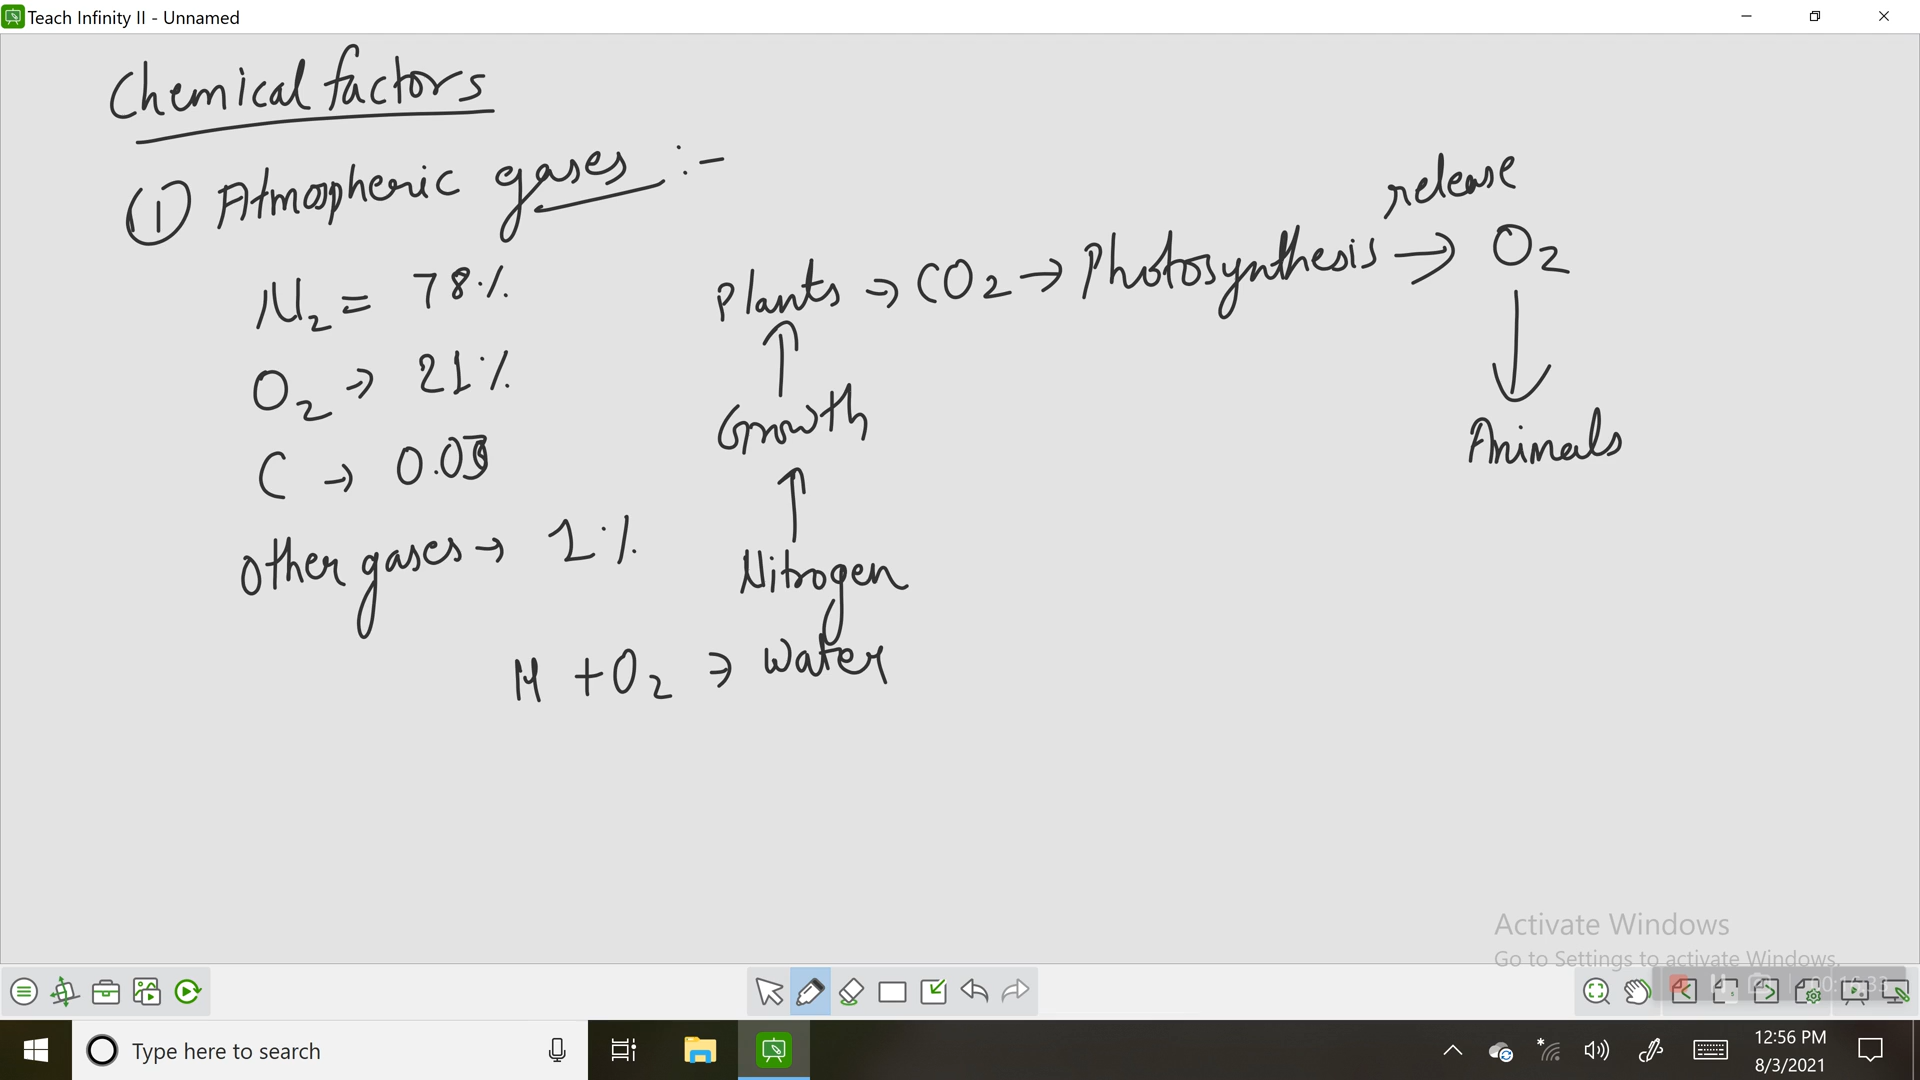 Teach Infinity II - Unnamed
Chemical factors
① Atmospheric gases :-
N2 = 78%
O2 → 21%
C → 0.03
Other gases → 1%
H + O2 → Water
release
Plants → CO2 → Photosynthesis → O2
Growth
Nitrogen
Animals
Activate Windows
Go to Settings to activate Windows.
Type here to search
12:56 PM
8/3/2021